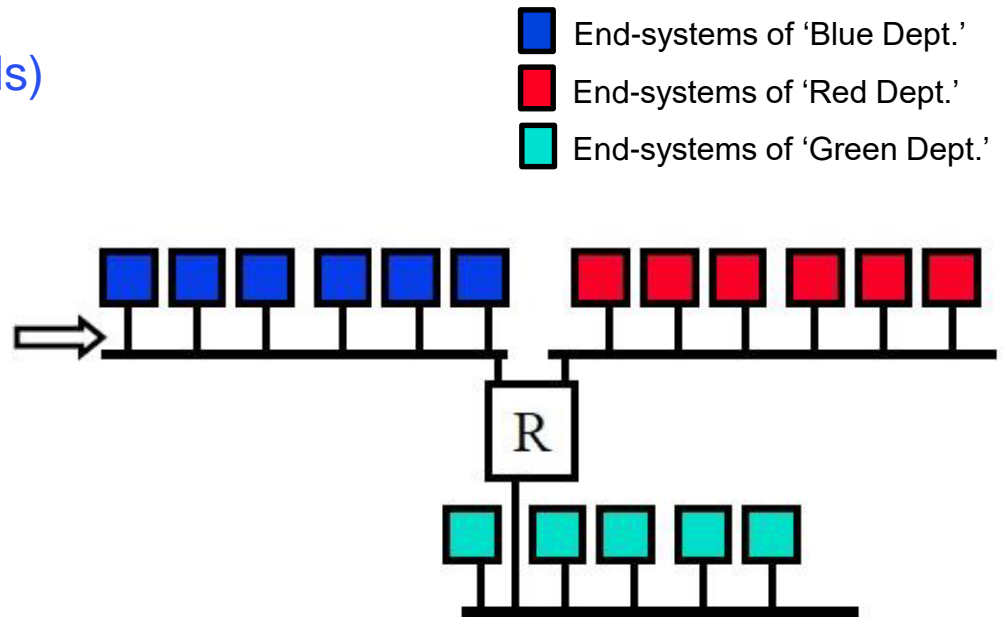 End-systems of ‘Blue Dept.’
ls)
End-systems of ‘Red Dept.’
End-systems of ‘Green Dept.’
R